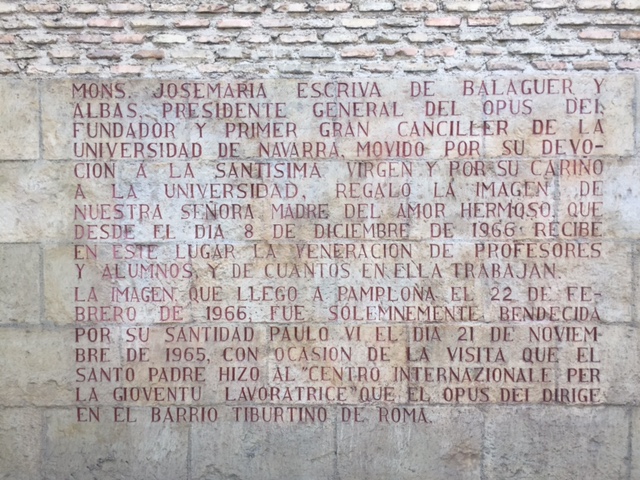 MONS. JOSEMARIA ESCRIVA DE BALAGUER Y
ALBAS, PRESIDENTE GENERAL DEL OPUS DEI
FUNDADOR Y PRIMER GRAN CANCILLER DE LA
UNIVERSIDAD DE NAVARRA, MOVIDO POR SU DEVO-
CION A LA SANTISIMA VIRGEN Y POR SU CARIÑO
A LA UNIVERSIDAD, REGALO LA IMAGEN DE
NUESTRA SEÑORA MADRE DEL AMOR HERMOSO, QUE
DESDE EL DIA 8 DE DICIEMBRE DE 1966 RECIBE
EN ESTE LUGAR LA VENERACION DE PROFESORES
Y ALUMNOS, Y DE CUANTOS EN ELLA TRABAJAN.
LA IMAGEN, QUE LLEGO A PAMPLONA EL 22 DE FE-
BRERO DE 1966, FUE SOLEMNEMENTE BENDECIDA
POR SU SANTIDAD PAULO VI EL DIA 21 DE NOVIEM-
BRE DE 1965, CON OCASION DE LA VISITA QUE EL
SANTO PADRE HIZO AL "CENTRO INTERNAZIONALE PER
LA GIOVENTU LAVORATRICE" QUE EL OPUS DEI DIRIGE
EN EL BARRIO TIBURTINO DE ROMA.